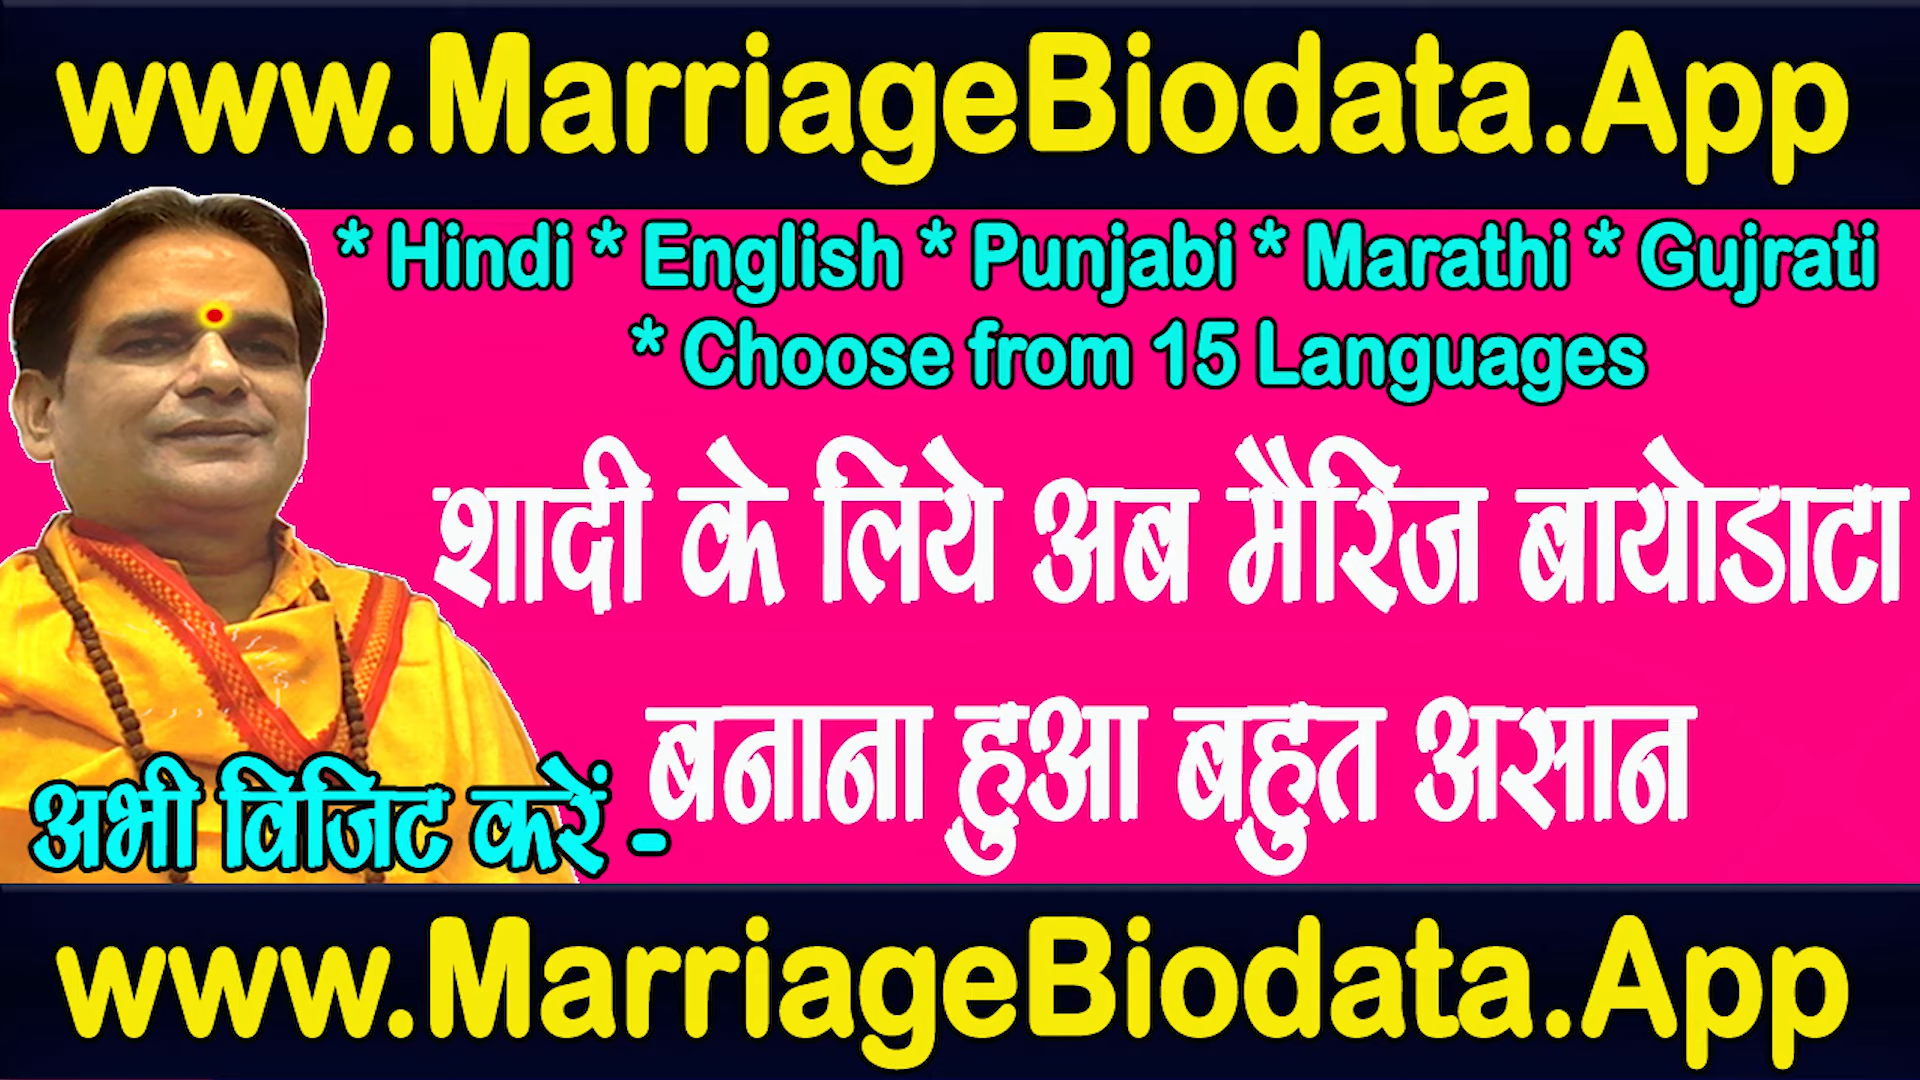 www.MarriageBiodata.App
* Hindi * English * Punjabi * Marathi * Gujrati
* Choose from 15 Languages
शादी के लिये अब मैरिज बायोडाटा
बनाना हुआ बहुत असान
अभी विजिट करें -
www.MarriageBiodata.App